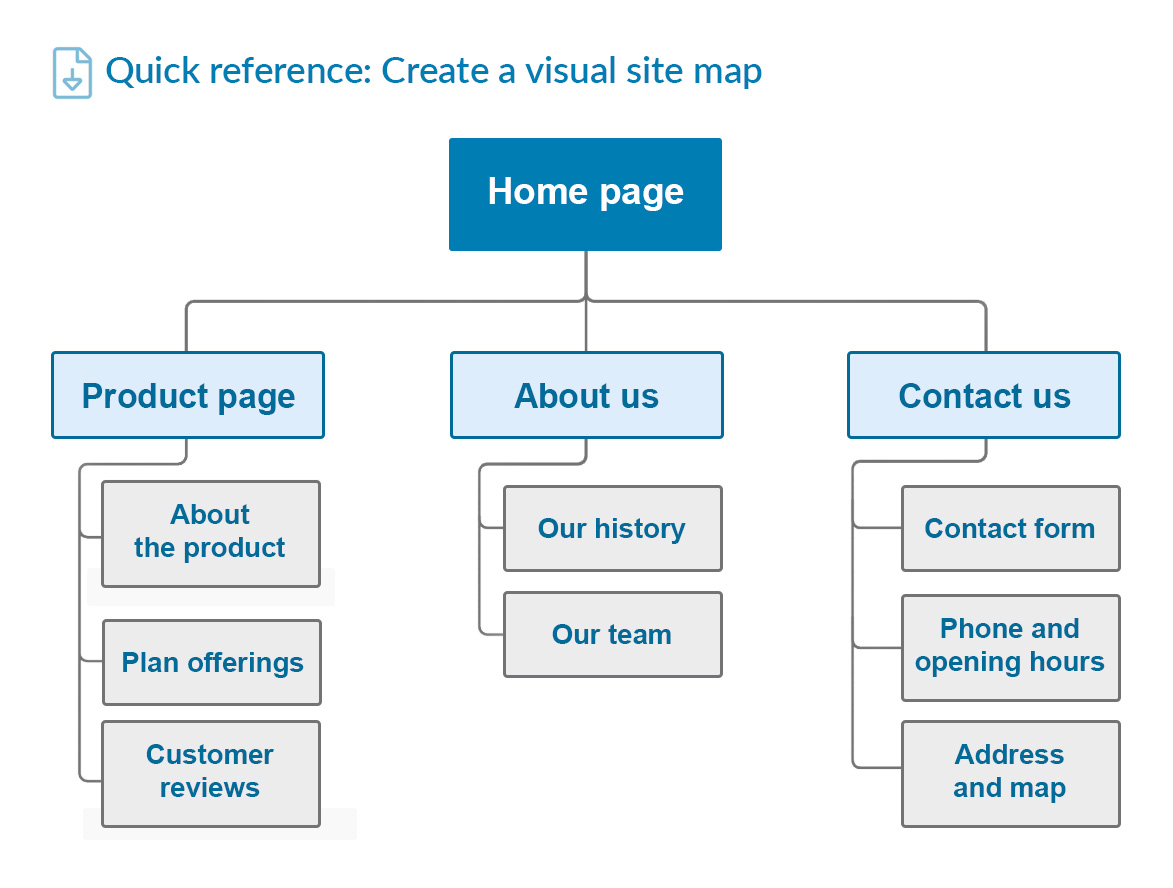 Quick reference: Create a visual site map
Home page
Product page
About
the product
Plan offerings
Customer
reviews
About us
Our history
Our team
Contact us
Contact form
Phone and
opening hours
Address
and map